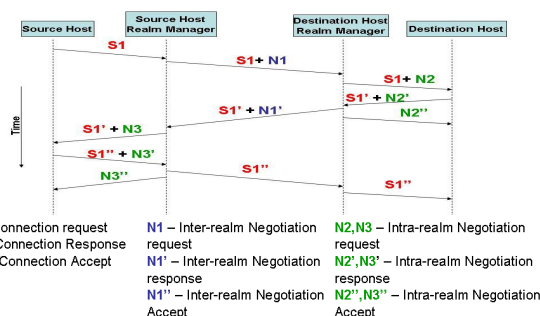 Source Host
Source Host
Realm Manager
Destination Host
Realm Manager
Destination Host
S1
S1+ N1
S1+ N2
S1' + N2'
S1' + N1'
N2''
S1' + N3
S1'' + N3'
N3''
S1''
S1''
Time
onnection request
Connection Response
Connection Accept
N1 – Inter-realm Negotiation
request
N1' – Inter-realm Negotiation
response
N1'' – Inter-realm Negotiation
Accept
N2,N3 – Intra-realm Negotiation
request
N2',N3' – Intra-realm Negotiation
response
N2'',N3'' – Intra-realm Negotiation
Accept